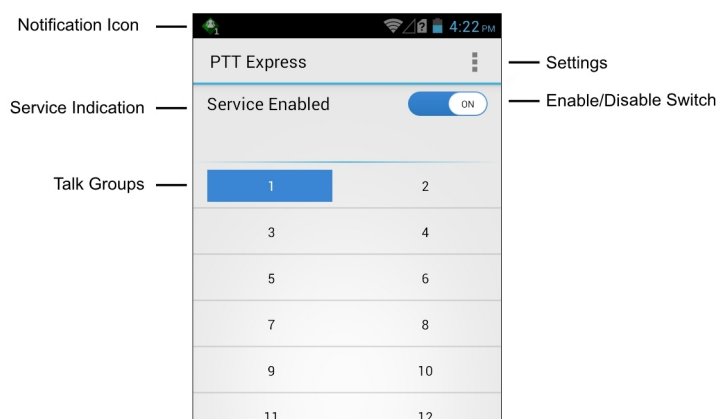 Notification Icon
1
4:22 PM
PTT Express
Settings
Service Indication
Service Enabled
ON
Enable/Disable Switch
Talk Groups
1 2
3 4
5 6
7 8
9 10
11 12